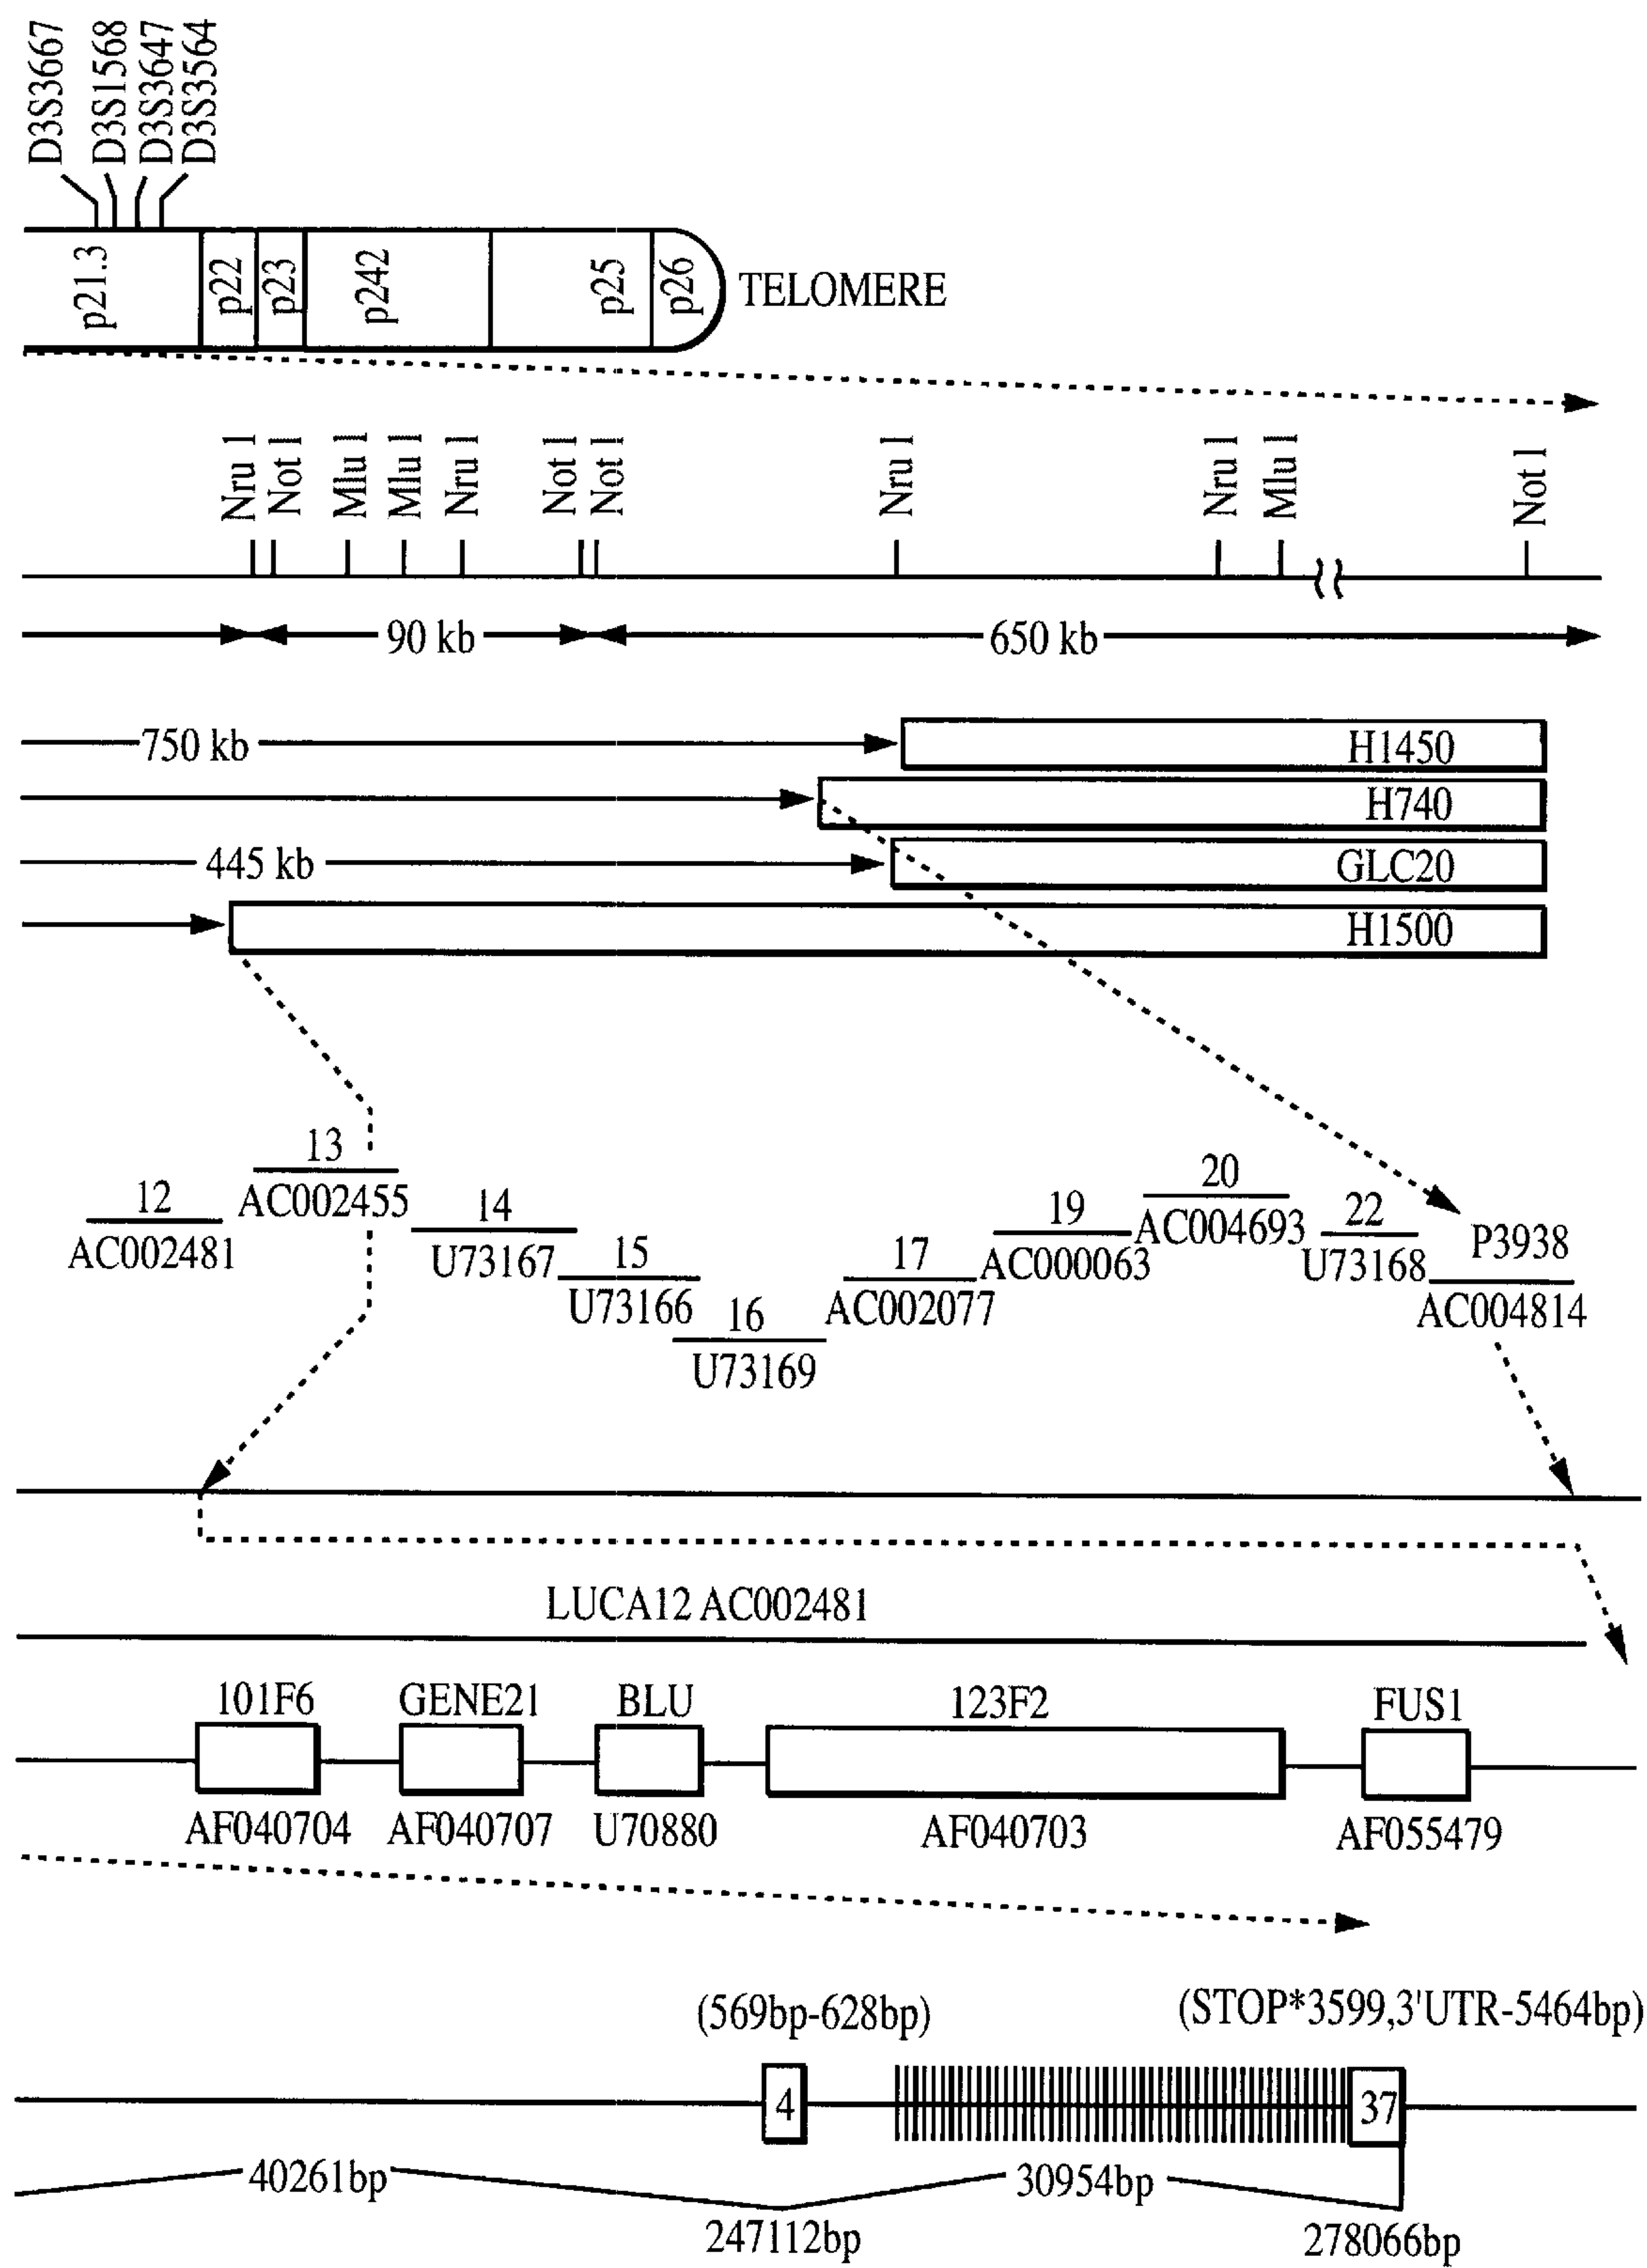 D3S3667
D3S1568
D3S3647
D3S3564
p21.3
p22
p23
p242
p25
p26
TELOMERE
Nru 1
Not 1
Mlu 1
Mlu 1
Nru 1
Not 1
Not 1
Nru 1
Nru 1
Mlu 1
Not 1
90 kb
650 kb
750 kb
H1450
H740
445 kb
GLC20
H1500
13
AC002455
12
AC002481
14
U73167
15
U73166
16
U73169
17
AC002077
19
AC000063
20
AC004693
22
U73168
P3938
AC004814
LUCA12 AC002481
101F6
GENE21
BLU
123F2
FUS1
AF040704
AF040707
U70880
AF040703
AF055479
(569bp-628bp)
(STOP*3599,3'UTR-5464bp)
4
37
40261bp
30954bp
247112bp
278066bp